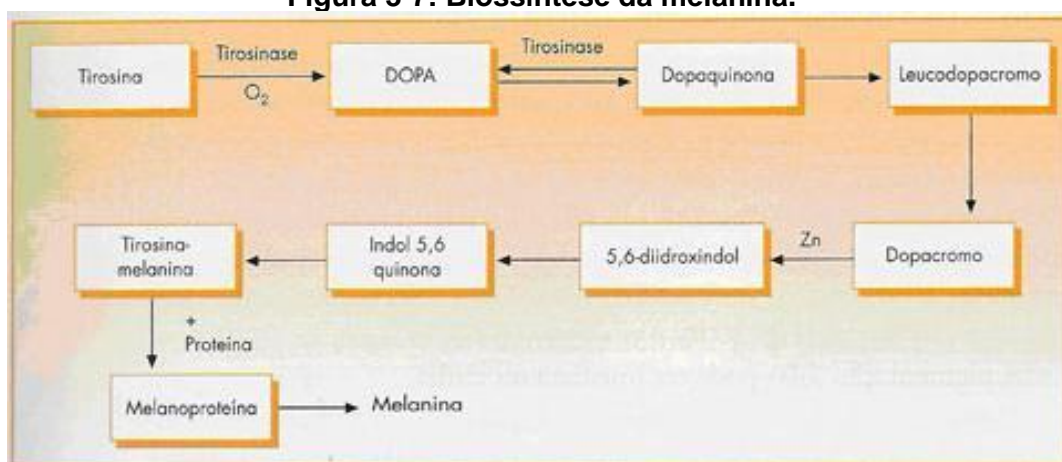 Figura 5 7: Biossíntese da melanina.
Tirosina
Tirosinase
O₂
DOPA
Tirosinase
Dopaquinona
Leucodopacromo
Tirosina-
melanina
Indol 5,6
quinona
5,6-diidroxindol
Zn
Dopacromo
+
Proteína
Melanoproteína
Melanina